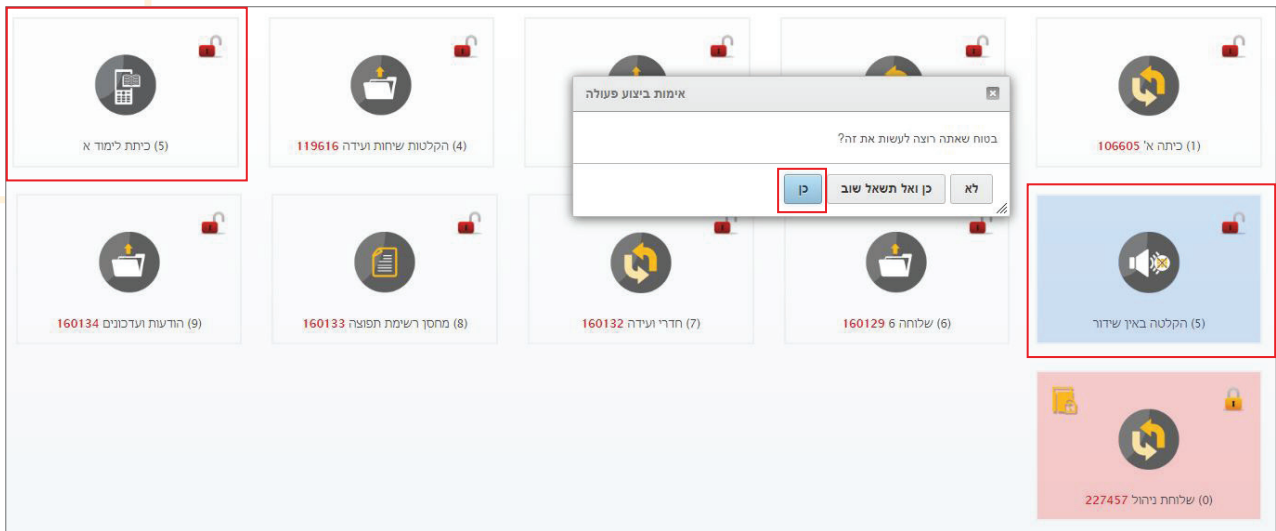 אימות ביצוע פעולה
בטוח שאתה רוצה לעשות את זה?
לא
כן ואל תשאל שוב
כן
(1) כיתה א' 106605
(4) הקלטות שיחות ועידה 119616
(5) כיתת לימוד א
(5) הקלטה באין שידור
(6) שלוחה 6 160129
(7) חדרי ועידה 160132
(8) מחסן רשימת תפוצה 160133
(9) הודעות ועדכונים 160134
(0) שלוחת ניהול 227457